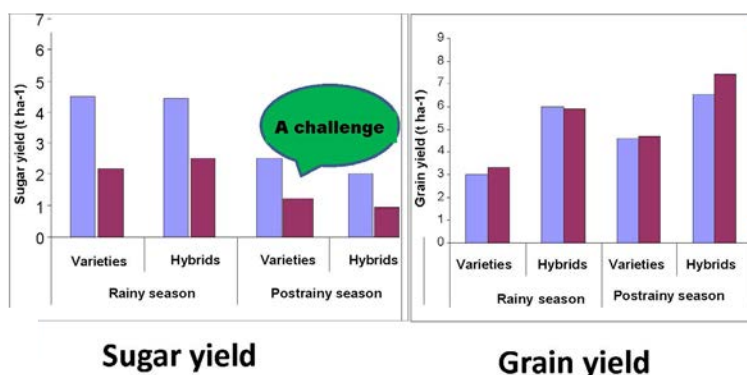 7
6
5
4
3
2
1
0
Sugar yield (t ha-1)
A challenge
Varieties
Hybrids
Varieties
Hybrids
Rainy season
Postrainy season
Sugar yield
9
8
7
6
5
4
3
2
1
0
Grain yield (t ha-1)
Varieties
Hybrids
Varieties
Hybrids
Rainy season
Postrainy season
Grain yield